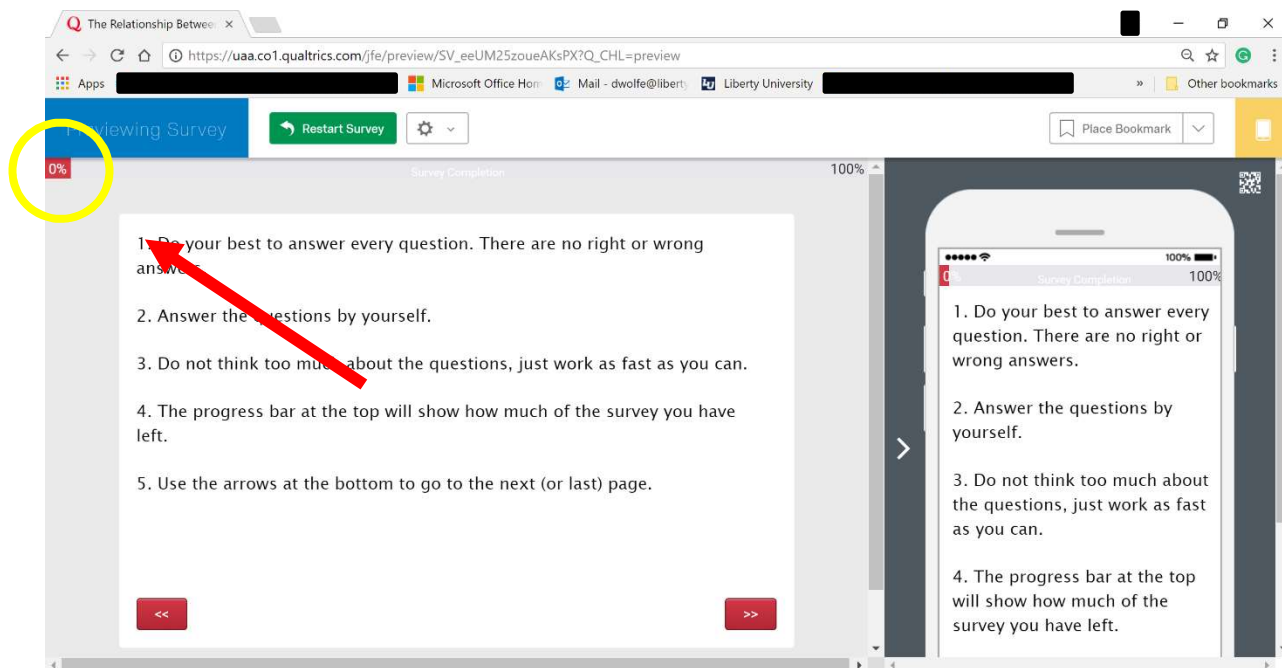 The Relationship Betwee
https://uaa.co1.qualtrics.com/jfe/preview/SV_eeUM25zoueAKsPX?Q_CHL=preview
Apps
Microsoft Office Hom
Mail - dwolfe@libert
Liberty University
»
Other bookmarks
Previewing Survey
Restart Survey
Place Bookmark
0%
Survey Completion
100%
1. Do your best to answer every question. There are no right or wrong
answers.
2. Answer the questions by yourself.
3. Do not think too much about the questions, just work as fast as you can.
4. The progress bar at the top will show how much of the survey you have
left.
5. Use the arrows at the bottom to go to the next (or last) page.
<<
>>
100%
0%
Survey Completion
100%
1. Do your best to answer every
question. There are no right or
wrong answers.
2. Answer the questions by
yourself.
3. Do not think too much about
the questions, just work as fast
as you can.
4. The progress bar at the top
will show how much of the
survey you have left.